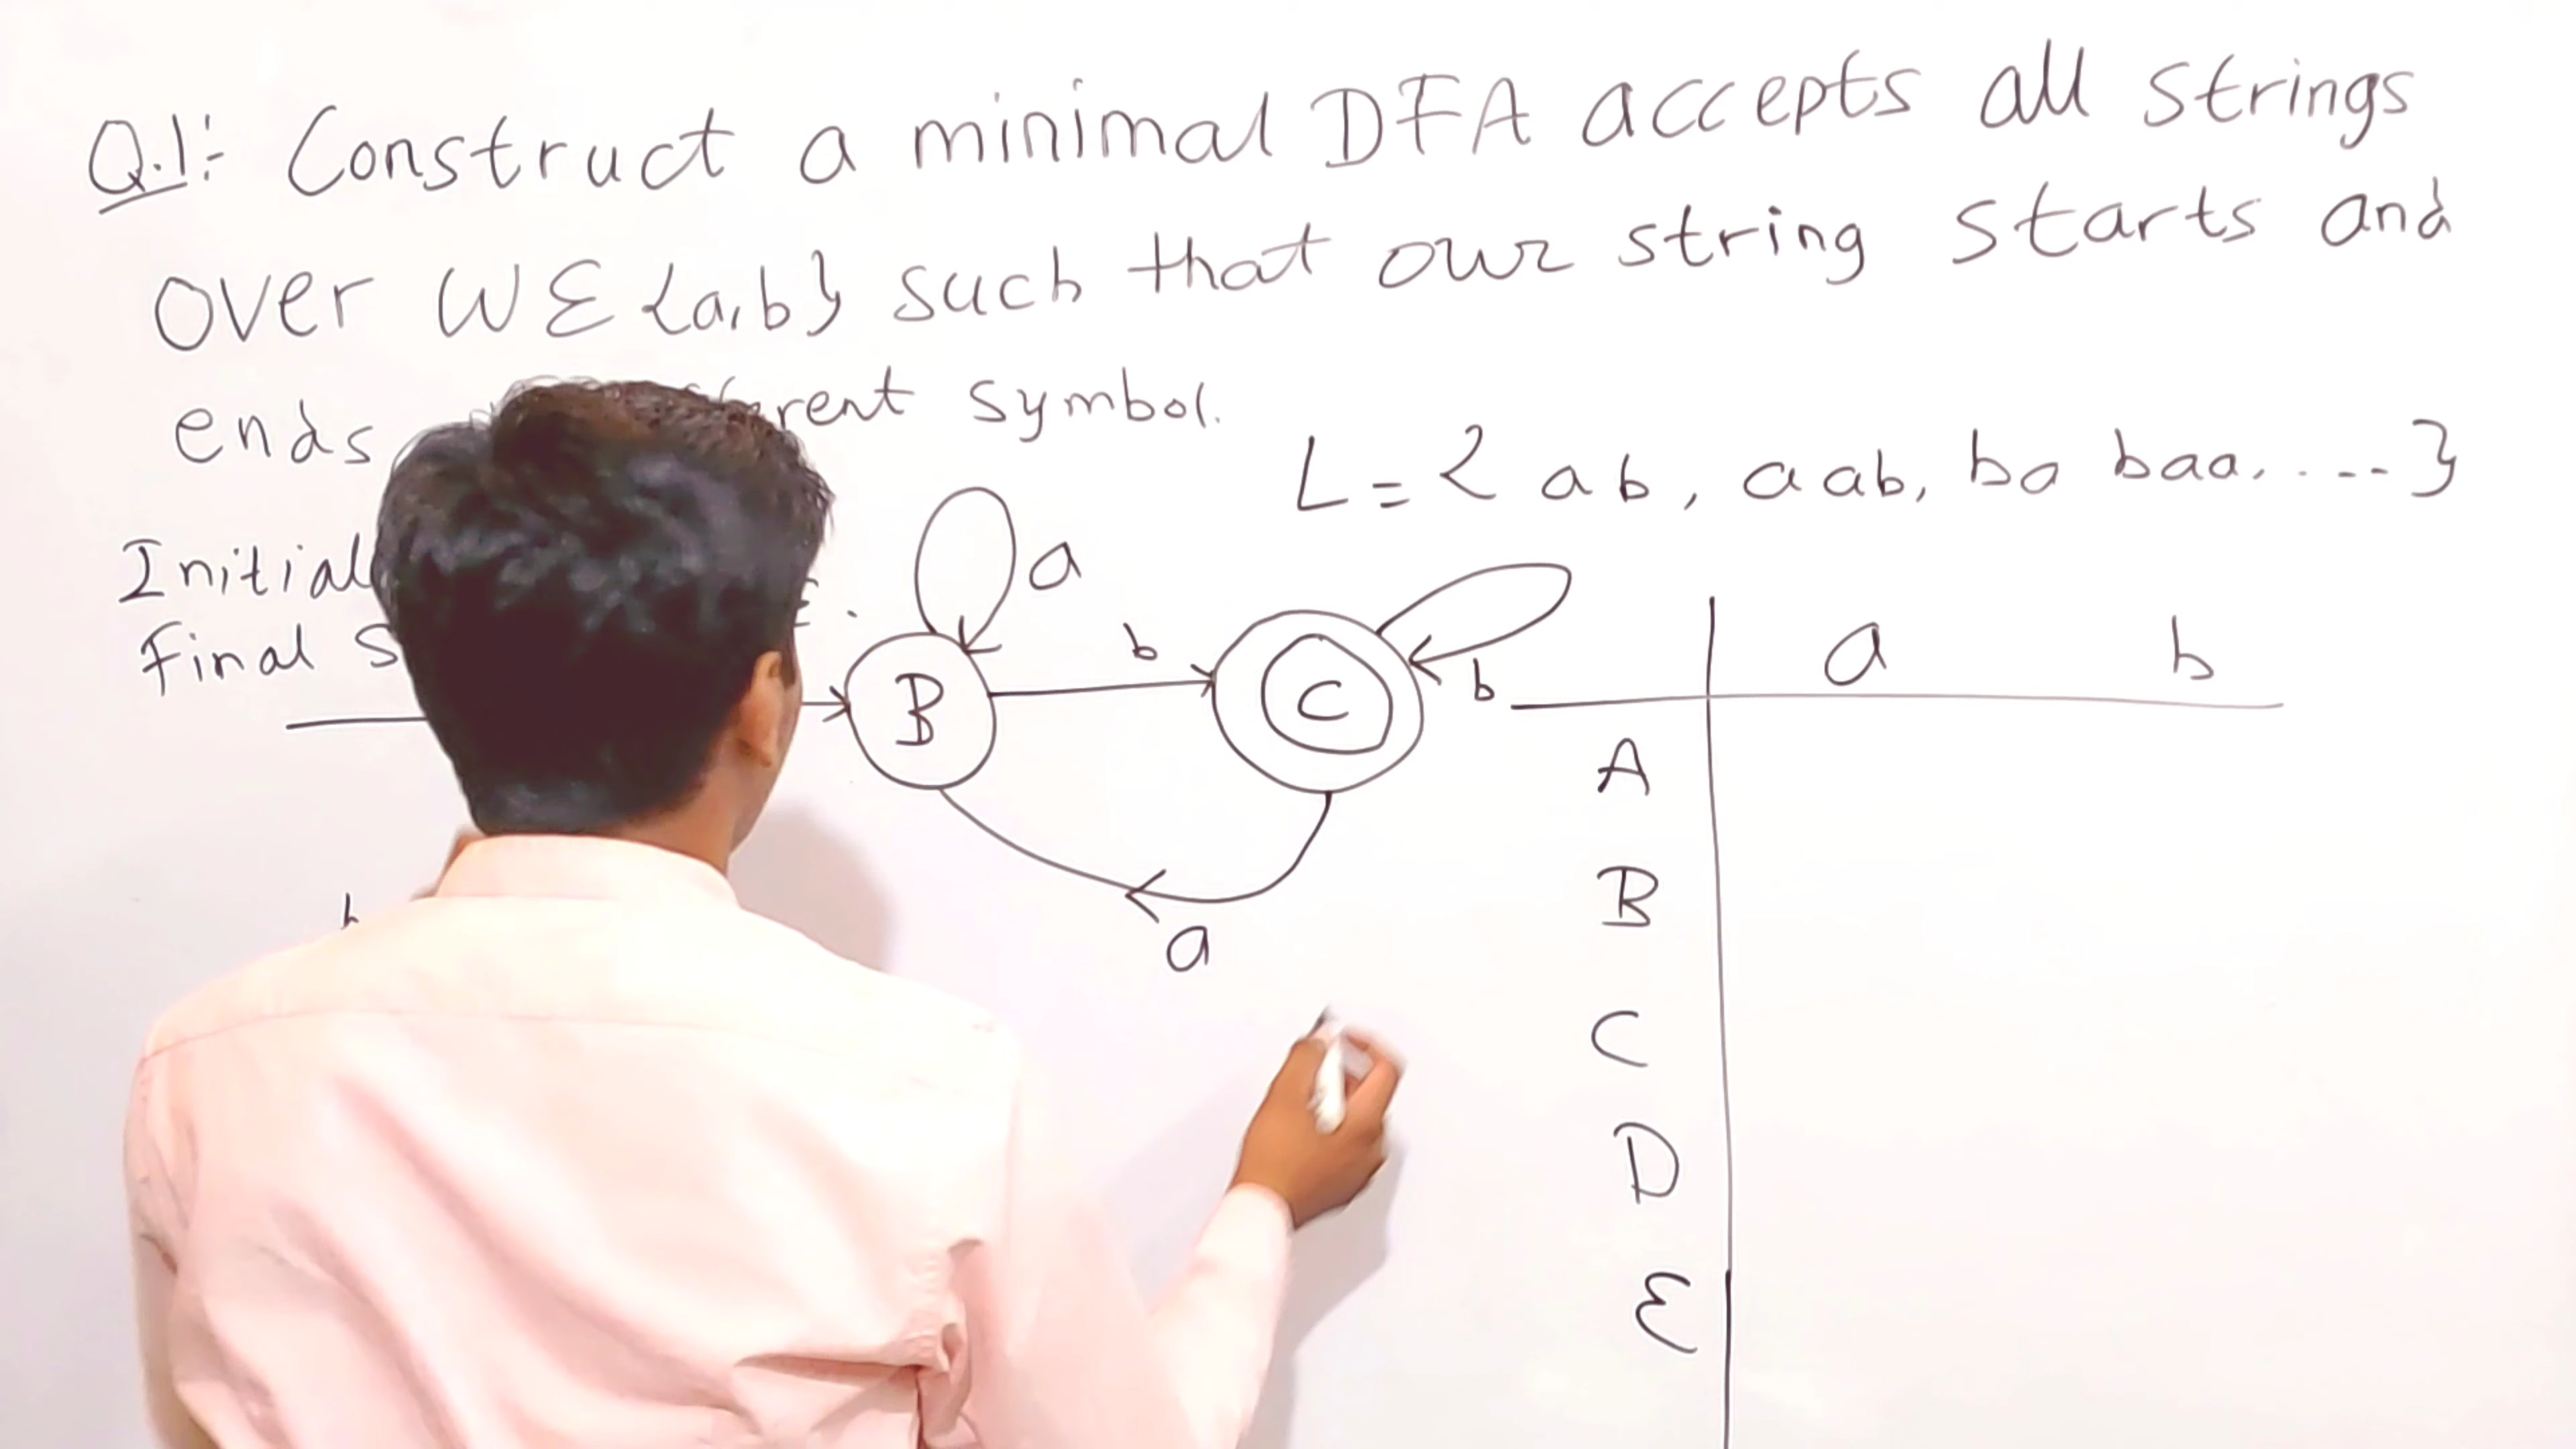 Q.1:- Construct a minimal DFA accepts all strings
over W Ɛ {a,b} such that our string starts and
ends symbol.
L = { ab, aab, ba baa, .... }
Initial
Final S
a
b
B
C
b
a
a b
A
B
C
D
E